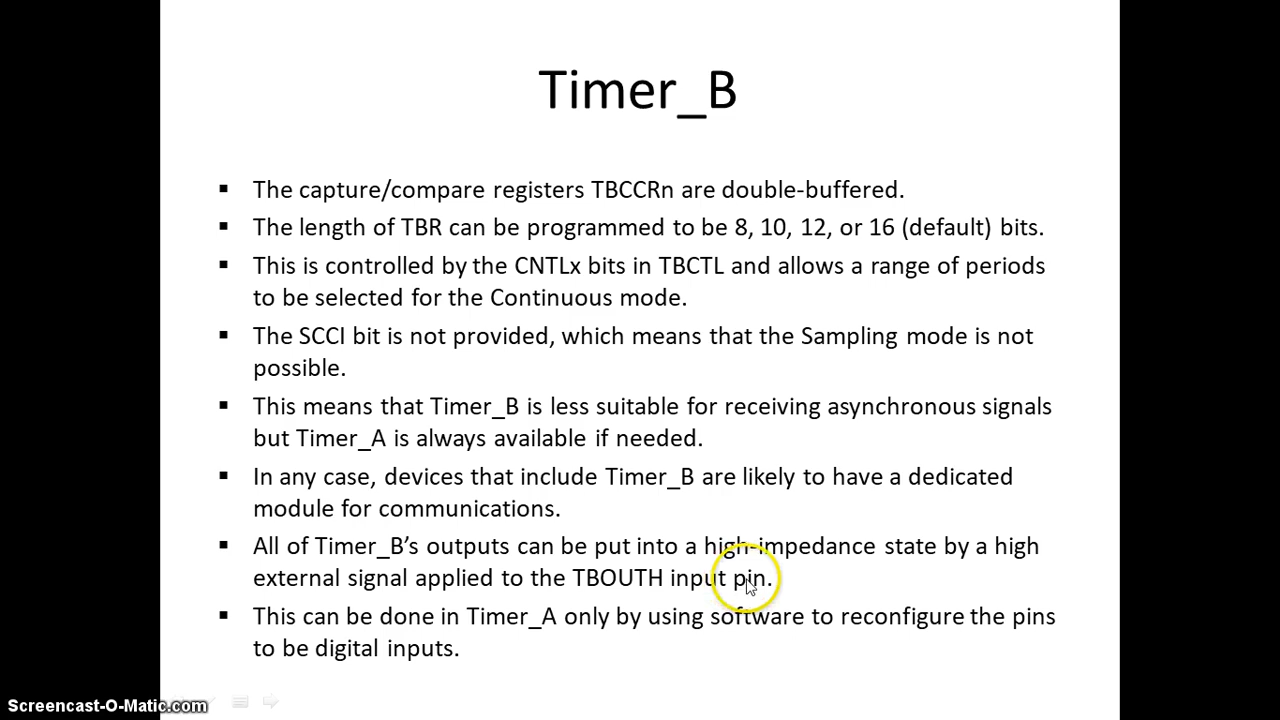 Timer_B
▪ The capture/compare registers TBCCRn are double-buffered.
▪ The length of TBR can be programmed to be 8, 10, 12, or 16 (default) bits.
▪ This is controlled by the CNTLx bits in TBCTL and allows a range of periods
to be selected for the Continuous mode.
▪ The SCCI bit is not provided, which means that the Sampling mode is not
possible.
▪ This means that Timer_B is less suitable for receiving asynchronous signals
but Timer_A is always available if needed.
▪ In any case, devices that include Timer_B are likely to have a dedicated
module for communications.
▪ All of Timer_B’s outputs can be put into a high-impedance state by a high
external signal applied to the TBOUTH input pin.
▪ This can be done in Timer_A only by using software to reconfigure the pins
to be digital inputs.
Screencast-O-Matic.com